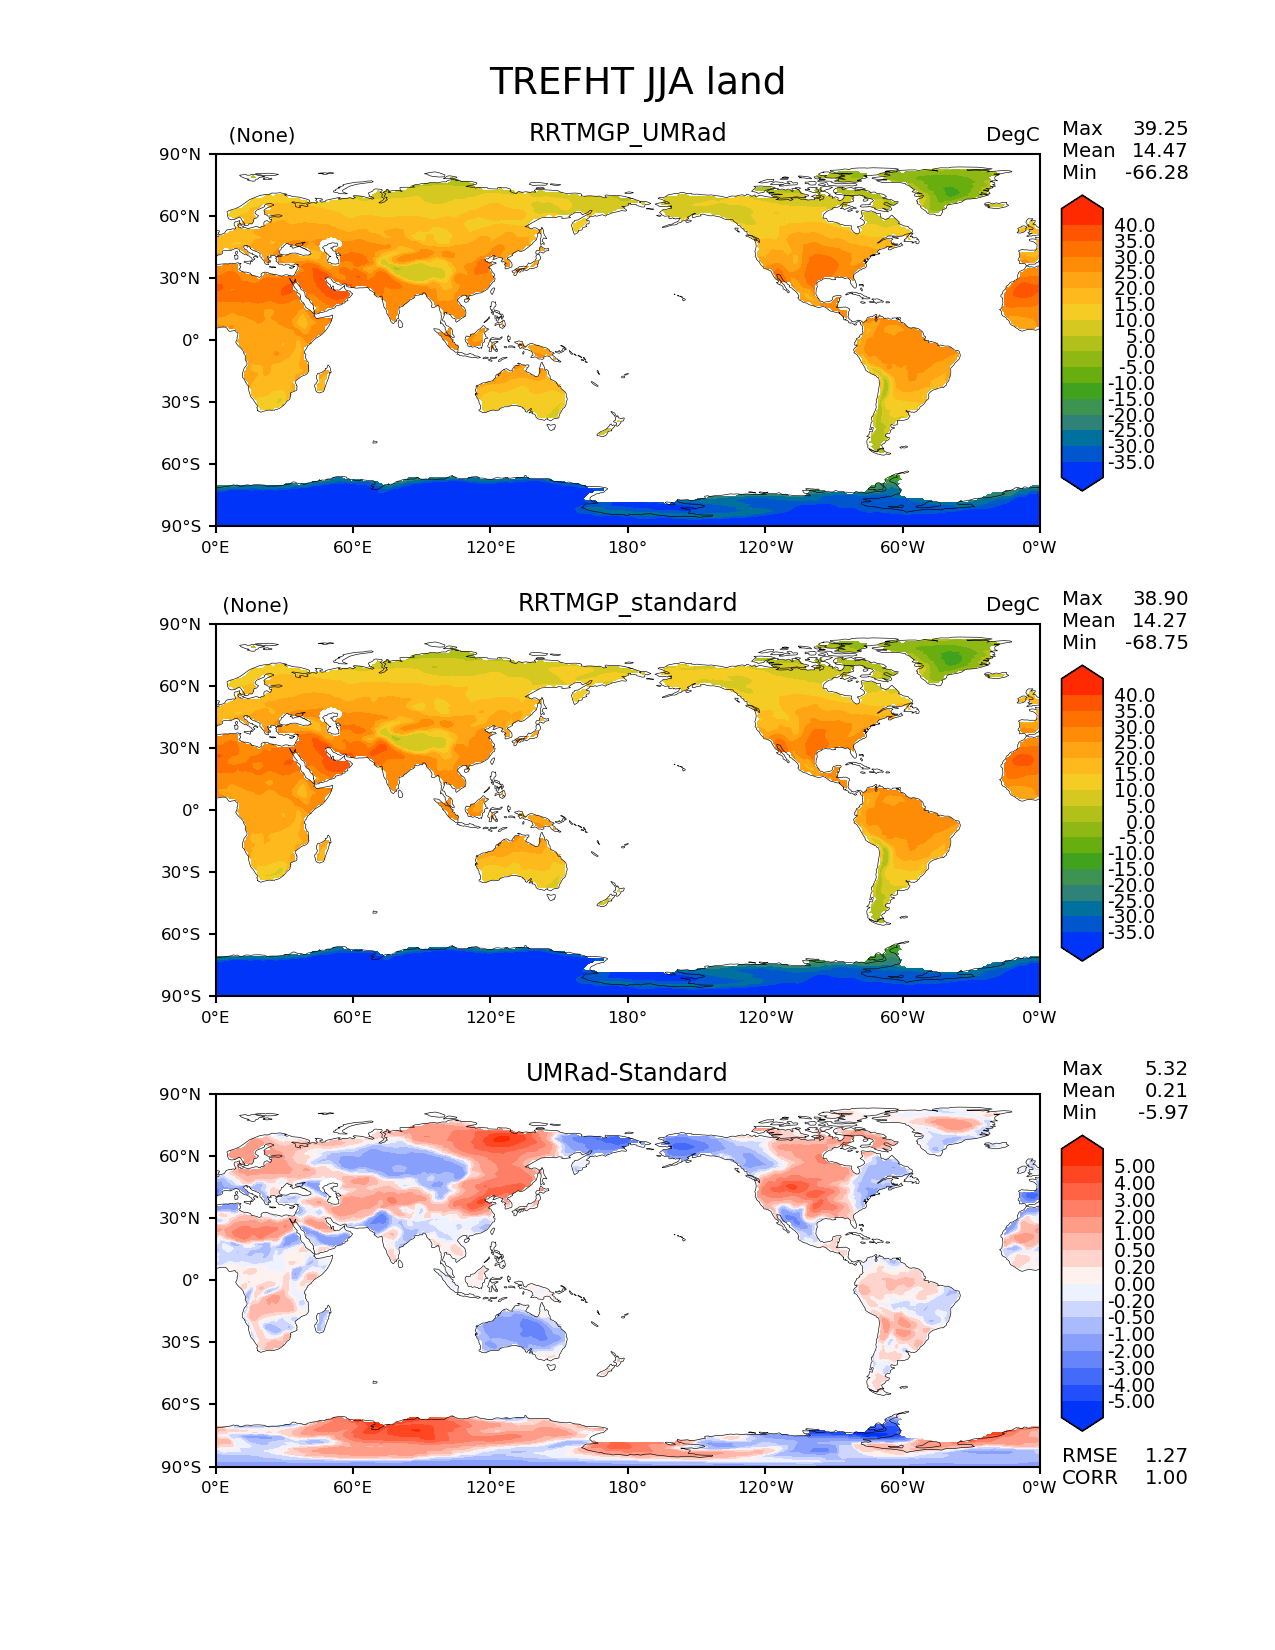 TREFHT JJA land
(None) RRTMGP_UMRad DegC
Max 39.25
Mean 14.47
Min -66.28
90°N
60°N
30°N
0°
30°S
60°S
90°S
0°E 60°E 120°E 180° 120°W 60°W 0°W
40.0
35.0
30.0
25.0
20.0
15.0
10.0
5.0
0.0
-5.0
-10.0
-15.0
-20.0
-25.0
-30.0
-35.0
(None) RRTMGP_standard DegC
Max 38.90
Mean 14.27
Min -68.75
90°N
60°N
30°N
0°
30°S
60°S
90°S
0°E 60°E 120°E 180° 120°W 60°W 0°W
40.0
35.0
30.0
25.0
20.0
15.0
10.0
5.0
0.0
-5.0
-10.0
-15.0
-20.0
-25.0
-30.0
-35.0
UMRad-Standard
Max 5.32
Mean 0.21
Min -5.97
90°N
60°N
30°N
0°
30°S
60°S
90°S
0°E 60°E 120°E 180° 120°W 60°W 0°W
5.00
4.00
3.00
2.00
1.00
0.50
0.20
0.00
-0.20
-0.50
-1.00
-2.00
-3.00
-4.00
-5.00
RMSE 1.27
CORR 1.00